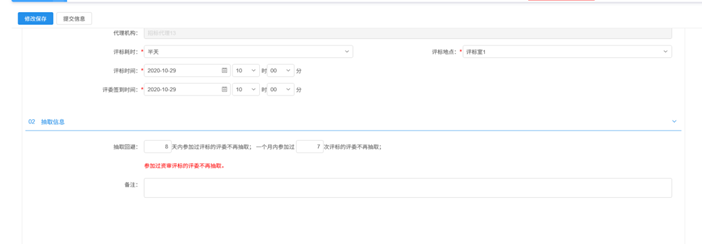 修改保存 提交信息
代理机构：
评标耗时：* 半天 评标地点：* 评标室1
评标时间：* 2020-10-29 10 时 00 分
评委签到时间：* 2020-10-29 10 时 00 分
02 抽取信息
抽取回避： 8 天内参加过评标的评委不再抽取； 一个月内参加过 7 次评标的评委不再抽取；
参加过资审评标的评委不再抽取。
备注：